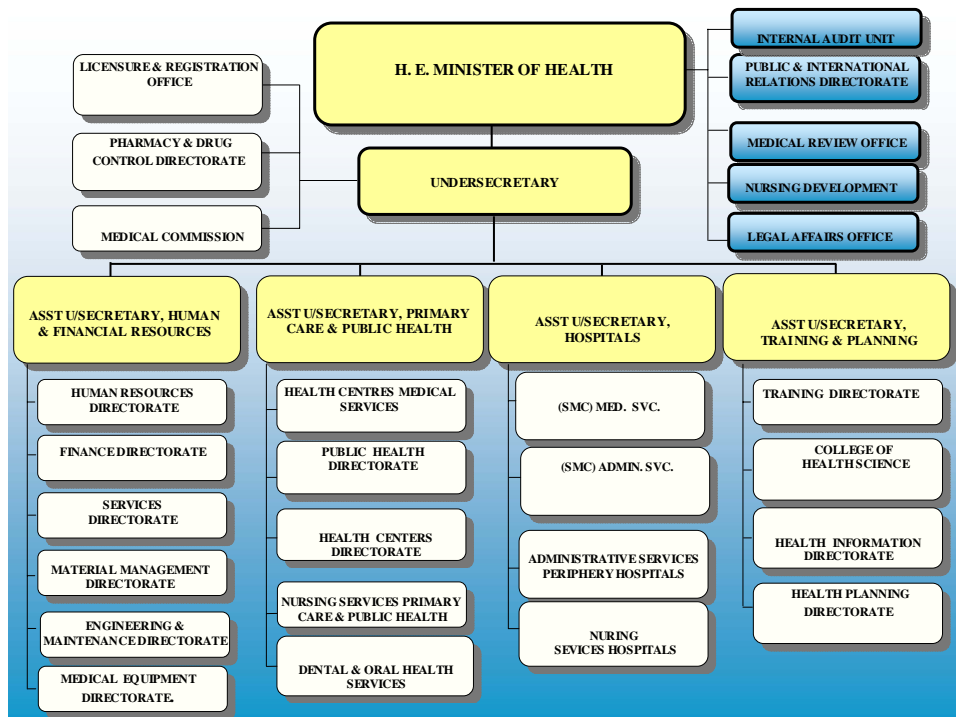 H. E. MINISTER OF HEALTH
UNDERSECRETARY
LICENSURE & REGISTRATION
OFFICE
PHARMACY & DRUG
CONTROL DIRECTORATE
MEDICAL COMMISSION
INTERNAL AUDIT UNIT
PUBLIC & INTERNATIONAL
RELATIONS DIRECTORATE
MEDICAL REVIEW OFFICE
NURSING DEVELOPMENT
LEGAL AFFAIRS OFFICE
ASST U/SECRETARY, HUMAN
& FINANCIAL RESOURCES
HUMAN RESOURCES
DIRECTORATE
FINANCE DIRECTORATE
SERVICES
DIRECTORATE
MATERIAL MANAGEMENT
DIRECTORATE
ENGINEERING &
MAINTENANCE DIRECTORATE
MEDICAL EQUIPMENT
DIRECTORATE.
ASST U/SECRETARY, PRIMARY
CARE & PUBLIC HEALTH
HEALTH CENTRES MEDICAL
SERVICES
PUBLIC HEALTH
DIRECTORATE
HEALTH CENTERS
DIRECTORATE
NURSING SERVICES PRIMARY
CARE & PUBLIC HEALTH
DENTAL & ORAL HEALTH
SERVICES
ASST U/SECRETARY,
HOSPITALS
(SMC) MED. SVC.
(SMC) ADMIN. SVC.
ADMINISTRATIVE SERVICES
PERIPHERY HOSPITALS
NURING
SEVICES HOSPITALS
ASST U/SECRETARY,
TRAINING & PLANNING
TRAINING DIRECTORATE
COLLEGE OF
HEALTH SCIENCE
HEALTH INFORMATION
DIRECTORATE
HEALTH PLANNING
DIRECTORATE